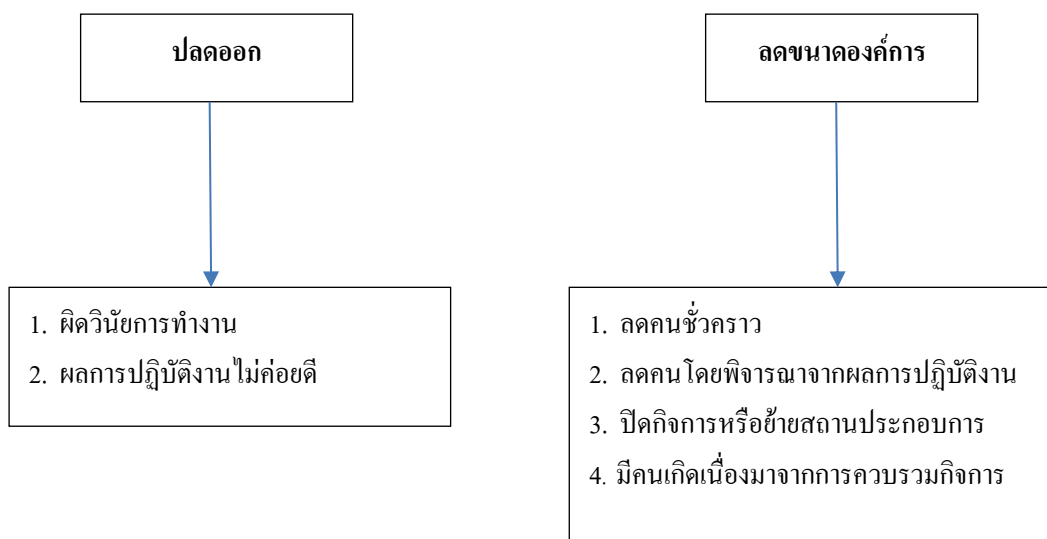 ปลดออก
ลดขนาดองค์การ
1. ผิดวินัยการทำงาน
2. ผลการปฏิบัติงานไม่ค่อยดี
1. ลดคนชั่วคราว
2. ลดคนโดยพิจารณาจากผลการปฏิบัติงาน
3. ปิดกิจการหรือย้ายสถานประกอบการ
4. มีคนเกิดเนื่องมาจากการควบรวมกิจการ